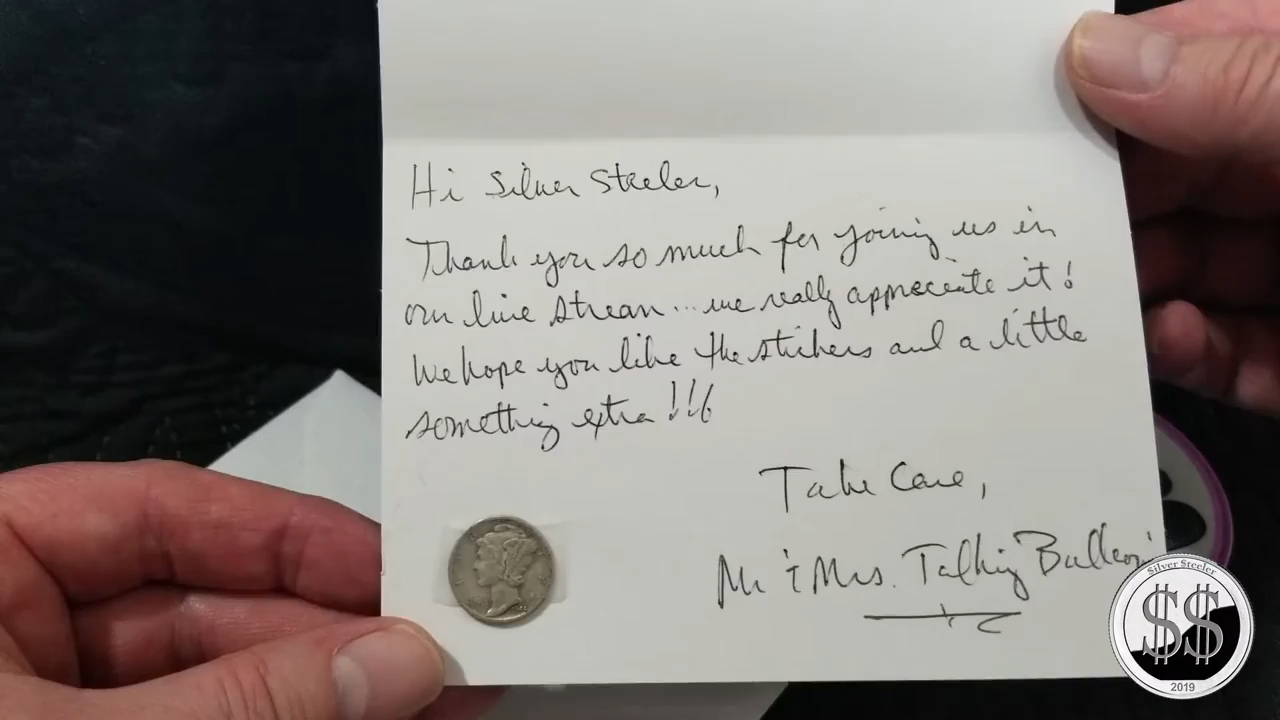 Hi Silver Steeler,
Thank you so much for joining us in
our live stream... we really appreciate it!
We hope you like the stickers and a little
something extra!!!
Take Care,
Mr & Mrs. Talking Bullion
Silver Steeler
$$
2019